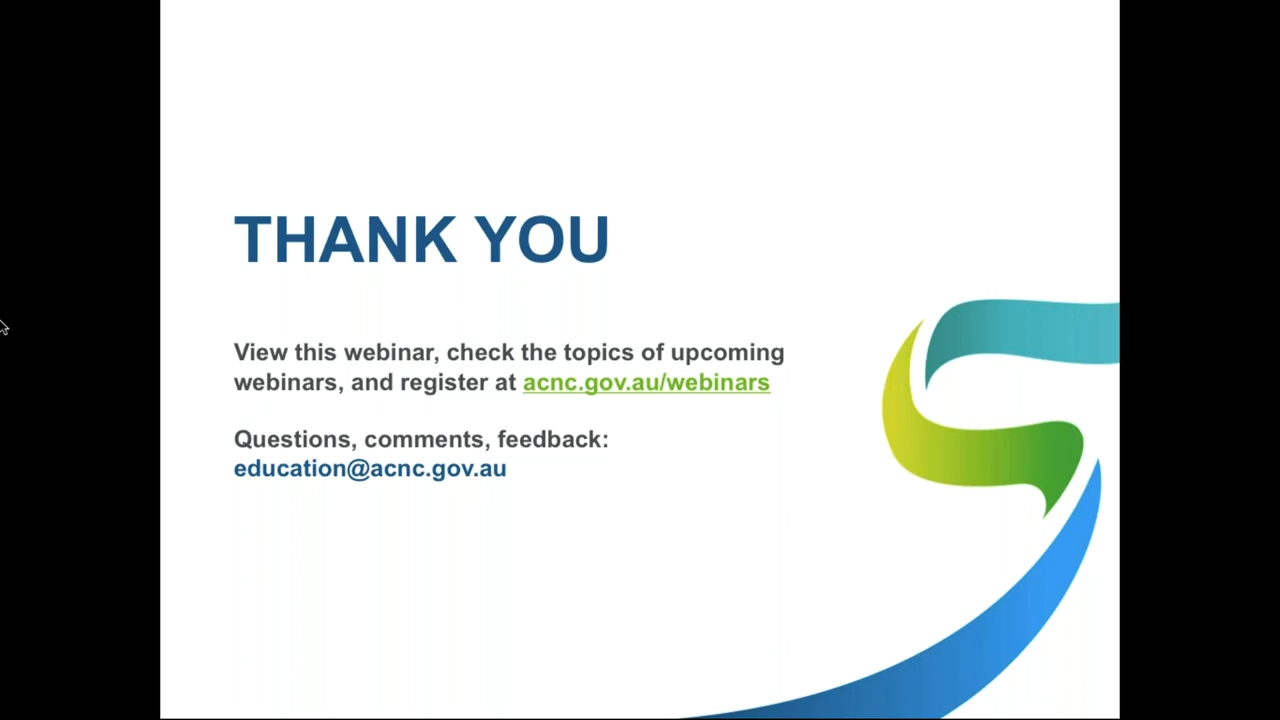 THANK YOU
View this webinar, check the topics of upcoming
webinars, and register at acnc.gov.au/webinars
Questions, comments, feedback:
education@acnc.gov.au